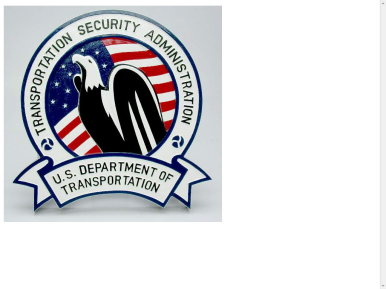 TRANSPORTATION SECURITY ADMINISTRATION
U.S. DEPARTMENT OF
TRANSPORTATION